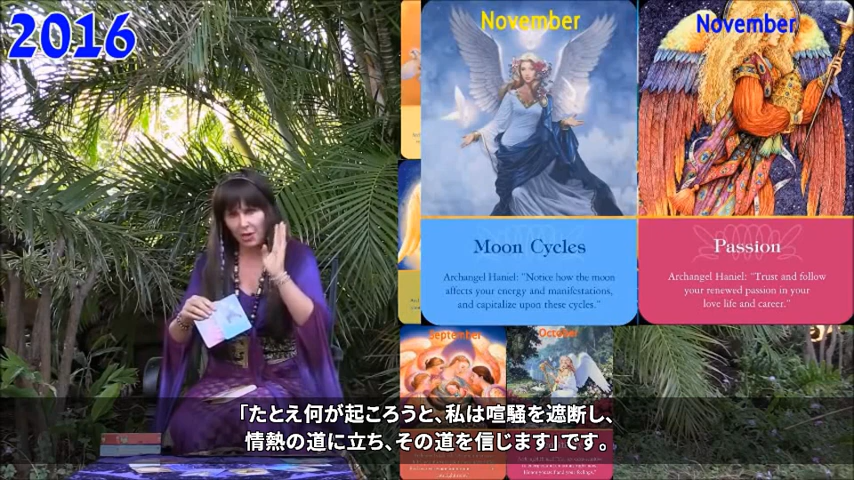 2016
November
November
Moon Cycles
Archangel Haniel: "Notice how the moon
affects your energy and manifestations,
and capitalize upon these cycles."
Passion
Archangel Haniel: "Trust and follow
your renewed passion in your
love life and career."
September
October
「たとえ何が起ころうと、私は喧騒を遮断し、
情熱の道に立ち、その道を信じます」です。